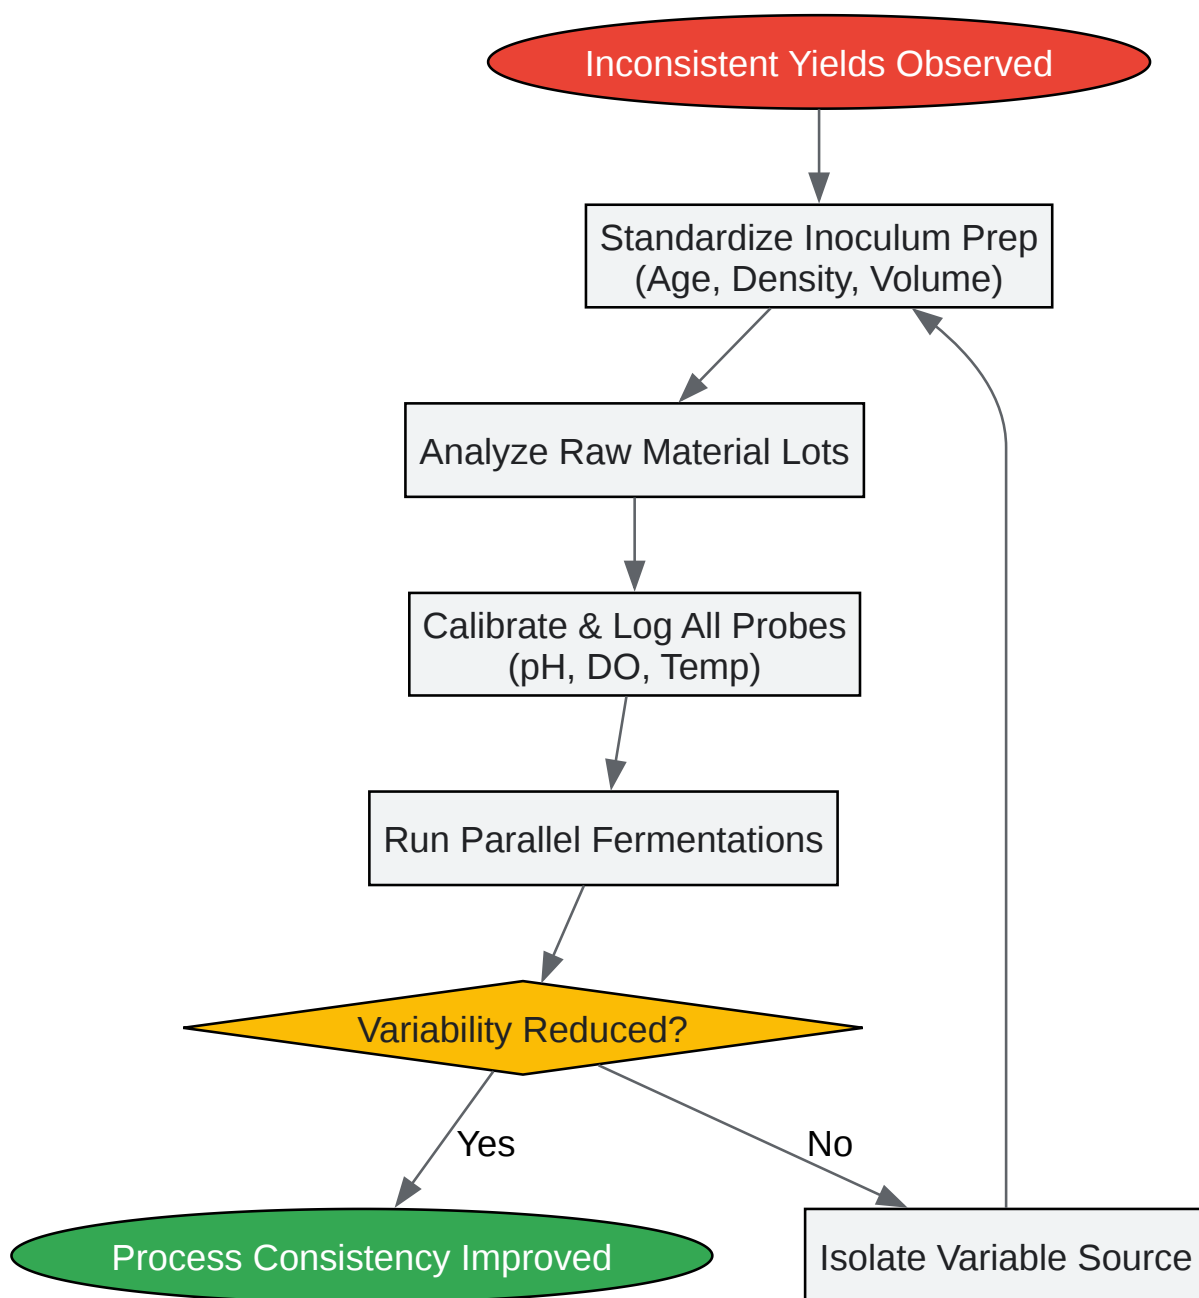 Inconsistent Yields Observed
Standardize Inoculum Prep
(Age, Density, Volume)
Analyze Raw Material Lots
Calibrate & Log All Probes
(pH, DO, Temp)
Run Parallel Fermentations
Variability Reduced?
Yes
No
Process Consistency Improved
Isolate Variable Source